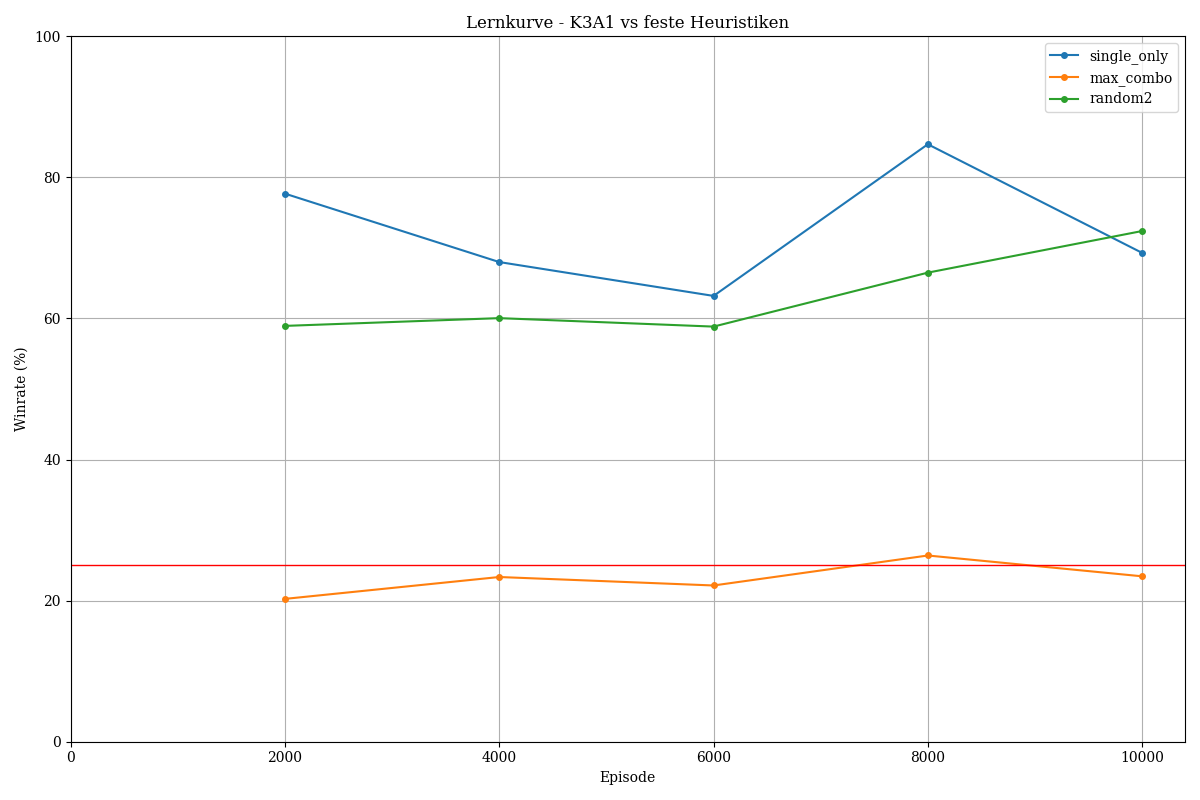 Lernkurve - K3A1 vs feste Heuristiken
100
80
60
40
20
0
Winrate (%)
single_only
max_combo
random2
0 2000 4000 6000 8000 10000
Episode